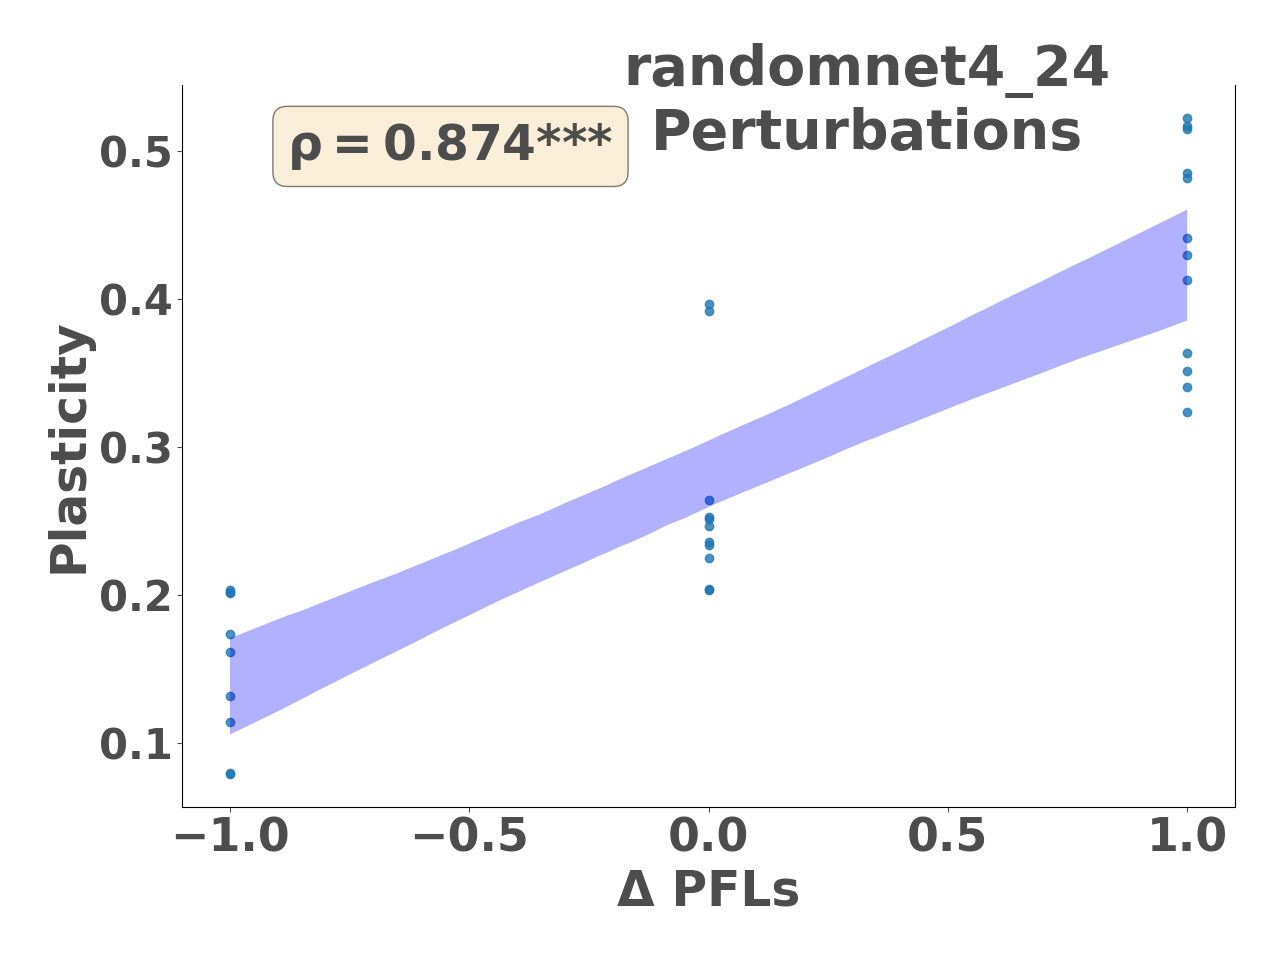 randomnet4_24
Perturbations
ρ = 0.874***
0.5
0.4
0.3
0.2
0.1
Plasticity
−1.0 −0.5 0.0 0.5 1.0
Δ PFLs